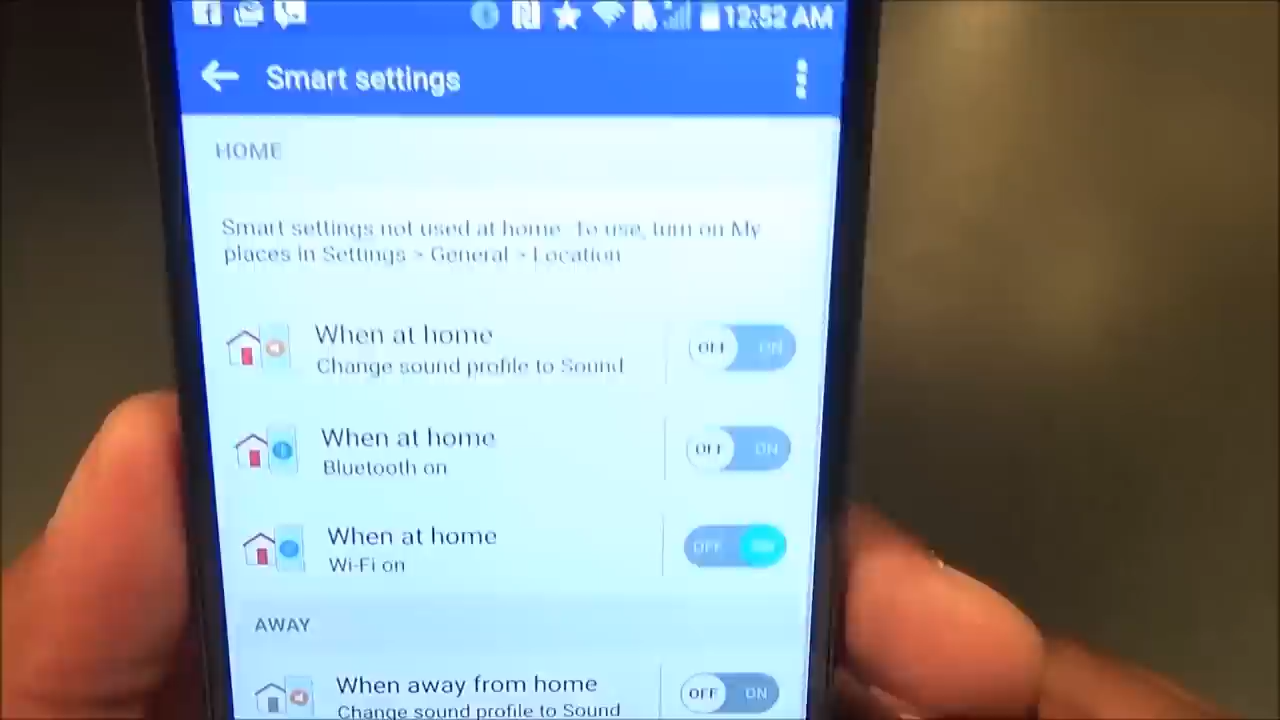 12:52 AM
Smart settings
HOME
Smart settings not used at home. To use, turn on My
places in Settings > General > Location
When at home
Change sound profile to Sound
OFF ON
When at home
Bluetooth on
OFF ON
When at home
Wi-Fi on
OFF ON
AWAY
When away from home
Change sound profile to Sound
OFF ON